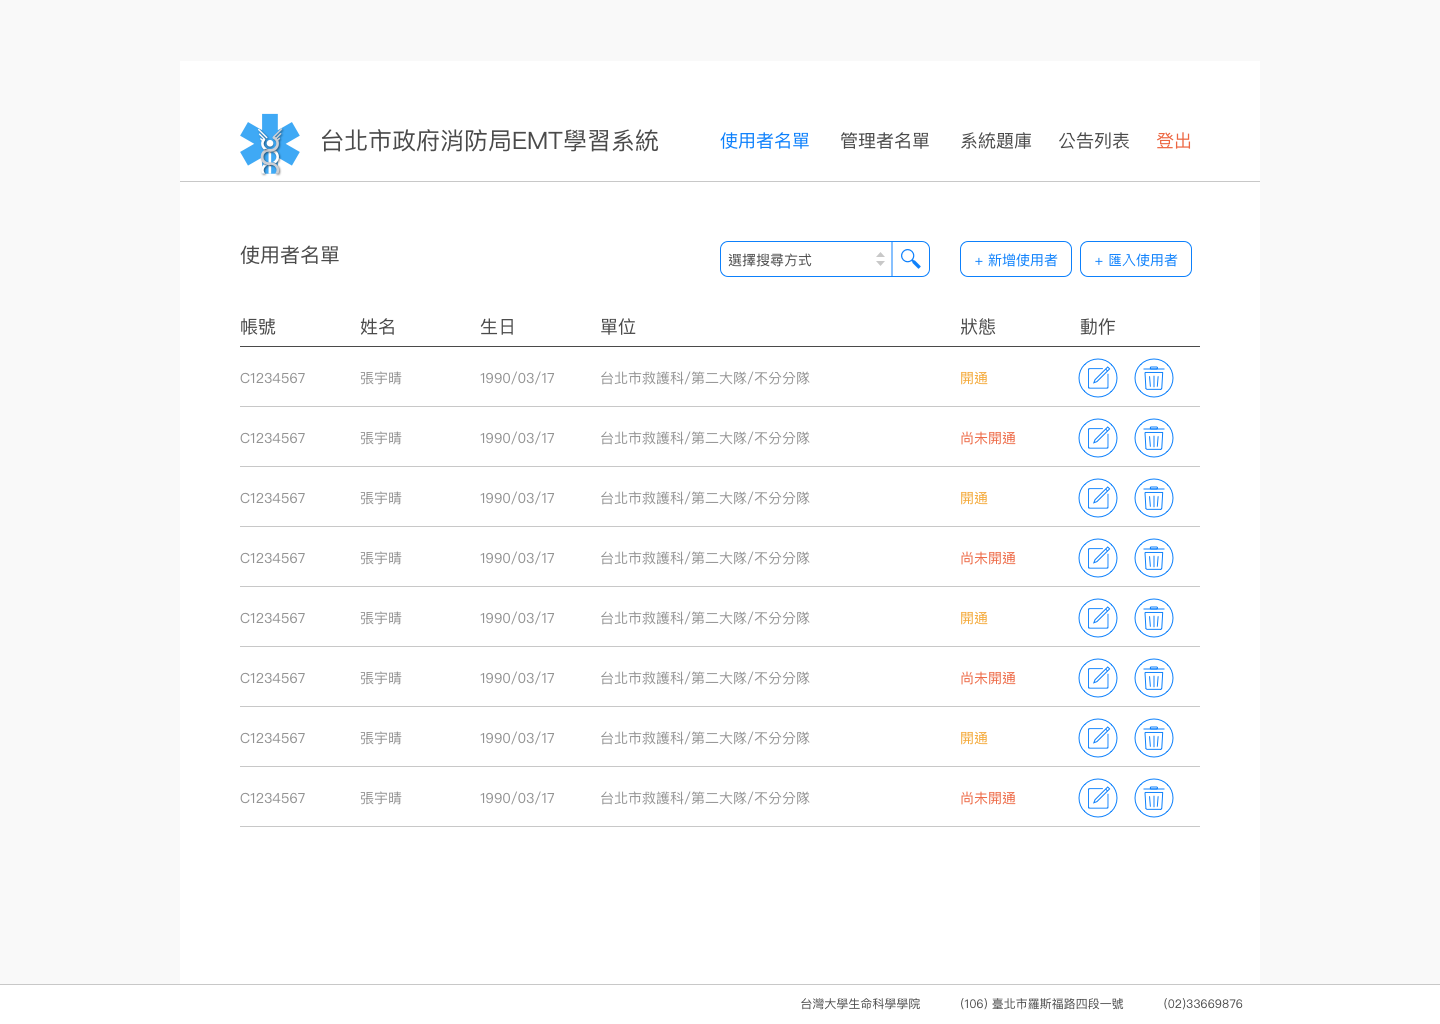 台北市政府消防局EMT學習系統 使用者名單 管理者名單 系統題庫 公告列表 登出
使用者名單 選擇搜尋方式 + 新增使用者 + 匯入使用者
帳號 姓名 生日 單位 狀態 動作
C1234567 張宇晴 1990/03/17 台北市救護科/第二大隊/不分分隊 開通
C1234567 張宇晴 1990/03/17 台北市救護科/第二大隊/不分分隊 尚未開通
C1234567 張宇晴 1990/03/17 台北市救護科/第二大隊/不分分隊 開通
C1234567 張宇晴 1990/03/17 台北市救護科/第二大隊/不分分隊 尚未開通
C1234567 張宇晴 1990/03/17 台北市救護科/第二大隊/不分分隊 開通
C1234567 張宇晴 1990/03/17 台北市救護科/第二大隊/不分分隊 尚未開通
C1234567 張宇晴 1990/03/17 台北市救護科/第二大隊/不分分隊 開通
C1234567 張宇晴 1990/03/17 台北市救護科/第二大隊/不分分隊 尚未開通
台灣大學生命科學學院 (106) 臺北市羅斯福路四段一號 (02)33669876